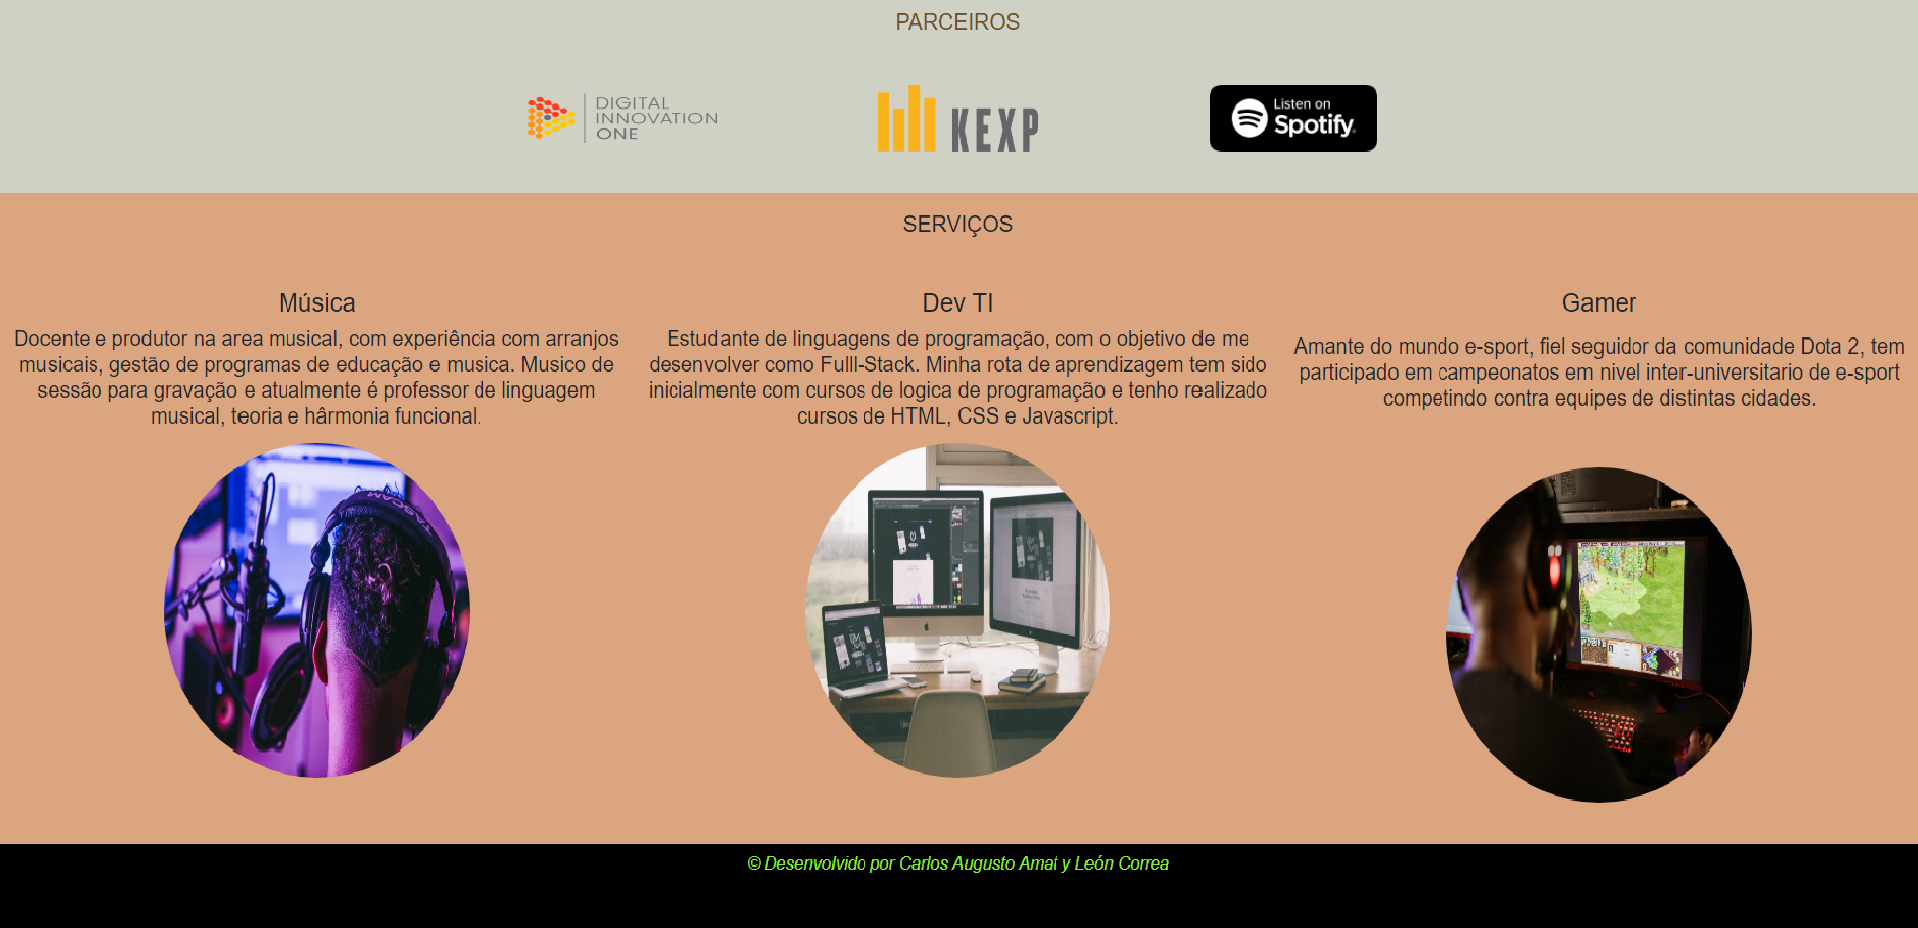 PARCEIROS
DIGITAL
INNOVATION
ONE
KEXP
Listen on
Spotify
SERVIÇOS
Música
Docente e produtor na area musical, com experiência com arranjos
musicais, gestão de programas de educação e musica. Musico de
sessão para gravação e atualmente é professor de linguagem
musical, teoria e hârmonia funcional.
TASCAM
Dev TI
Estudante de linguagens de programação, com o objetivo de me
desenvolver como Fulll-Stack. Minha rota de aprendizagem tem sido
inicialmente com cursos de logica de programação e tenho realizado
cursos de HTML, CSS e Javascript.
Gamer
Amante do mundo e-sport, fiel seguidor da comunidade Dota 2, tem
participado em campeonatos em nivel inter-universitario de e-sport
competindo contra equipes de distintas cidades.
© Desenvolvido por Carlos Augusto Amat y León Correa